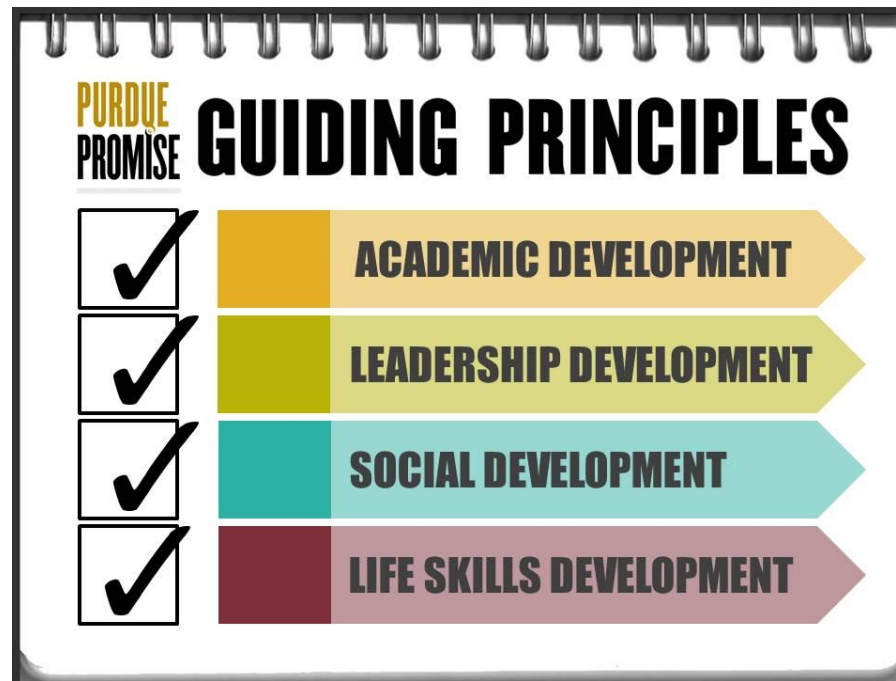 PURDUE
PROMISE
GUIDING PRINCIPLES
ACADEMIC DEVELOPMENT
LEADERSHIP DEVELOPMENT
SOCIAL DEVELOPMENT
LIFE SKILLS DEVELOPMENT